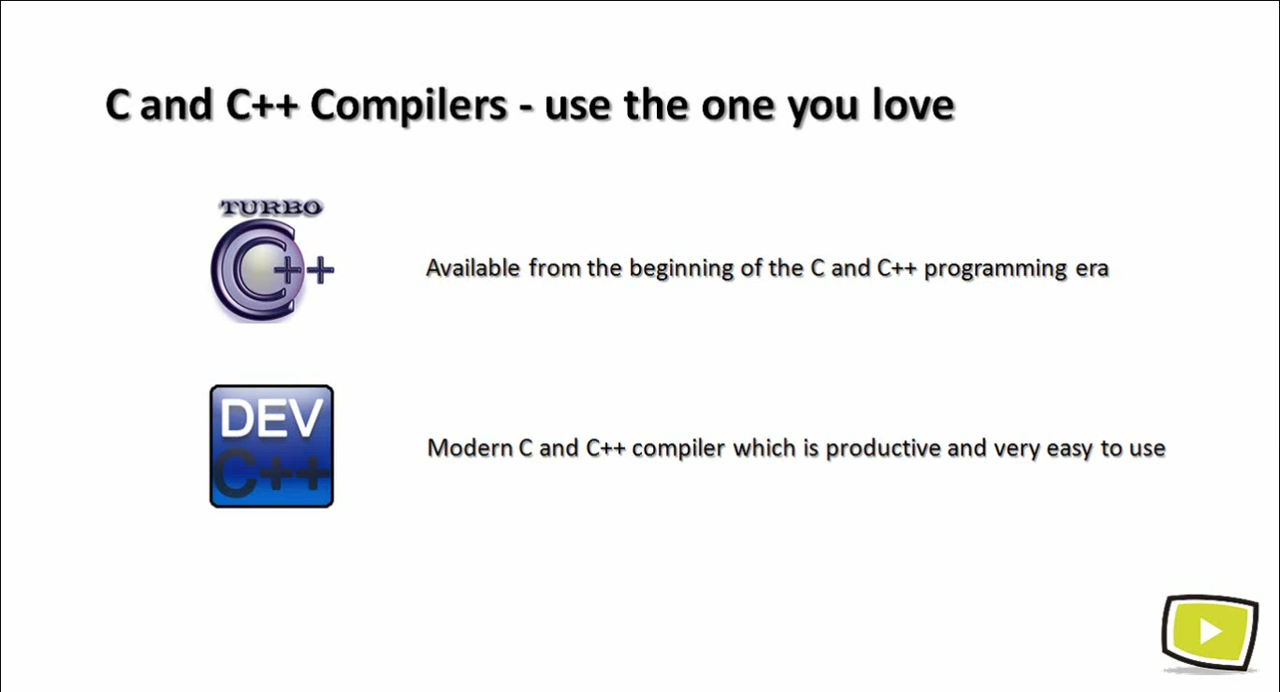 C and C++ Compilers - use the one you love
TURBO
C++
Available from the beginning of the C and C++ programming era
DEV
C++
Modern C and C++ compiler which is productive and very easy to use